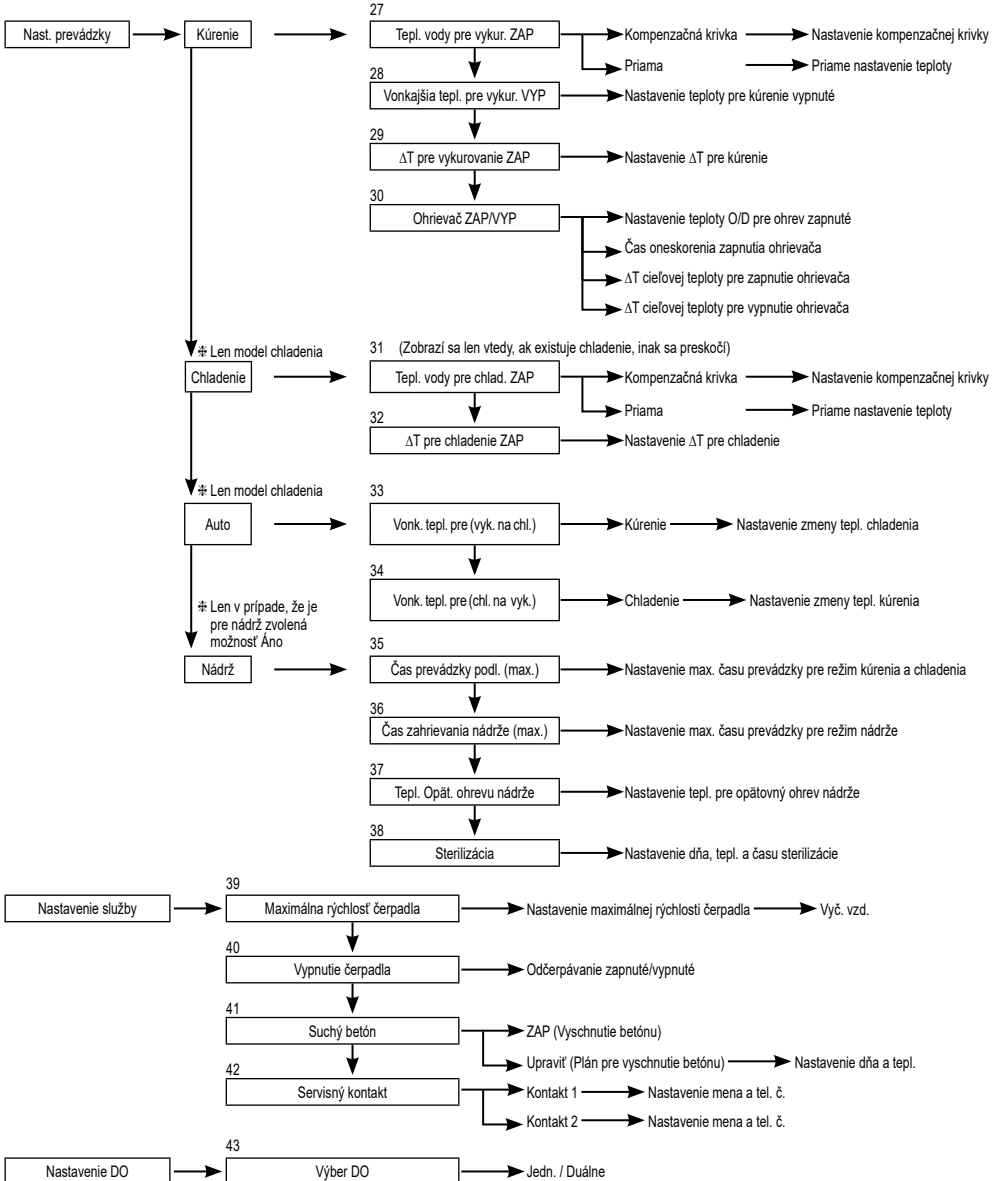 27
Nast. prevádzky Kúrenie Tepl. vody pre vykur. ZAP Kompenzačná krivka Nastavenie kompenzačnej krivky
Priama Priame nastavenie teploty
28
Vonkajšia tepl. pre vykur. VYP Nastavenie teploty pre kúrenie vypnuté
29
ΔT pre vykurovanie ZAP Nastavenie ΔT pre kúrenie
30
Ohrievač ZAP/VYP Nastavenie teploty O/D pre ohrev zapnuté
Čas oneskorenia zapnutia ohrievača
ΔT cieľovej teploty pre zapnutie ohrievača
ΔT cieľovej teploty pre vypnutie ohrievača
※ Len model chladenia 31 (Zobrazí sa len vtedy, ak existuje chladenie, inak sa preskočí)
Chladenie Tepl. vody pre chlad. ZAP Kompenzačná krivka Nastavenie kompenzačnej krivky
Priama Priame nastavenie teploty
32
ΔT pre chladenie ZAP Nastavenie ΔT pre chladenie
※ Len model chladenia 33
Auto Vonk. tepl. pre (vyk. na chl.) Kúrenie Nastavenie zmeny tepl. chladenia
34
Vonk. tepl. pre (chl. na vyk.) Chladenie Nastavenie zmeny tepl. kúrenia
※ Len v prípade, že je
pre nádrž zvolená
možnosť Áno
35
Nádrž Čas prevádzky podl. (max.) Nastavenie max. času prevádzky pre režim kúrenia a chladenia
36
Čas zahrievania nádrže (max.) Nastavenie max. času prevádzky pre režim nádrže
37
Tepl. Opät. ohrevu nádrže Nastavenie tepl. pre opätovný ohrev nádrže
38
Sterilizácia Nastavenie dňa, tepl. a času sterilizácie
39
Nastavenie služby Maximálna rýchlosť čerpadla Nastavenie maximálnej rýchlosti čerpadla Vyč. vzd.
40
Vypnutie čerpadla Odčerpávanie zapnuté/vypnuté
41
Suchý betón ZAP (Vyschnutie betónu)
Upraviť (Plán pre vyschnutie betónu) Nastavenie dňa a tepl.
42
Servisný kontakt Kontakt 1 Nastavenie mena a tel. č.
Kontakt 2 Nastavenie mena a tel. č.
43
Nastavenie DO Výber DO Jedn. / Duálne